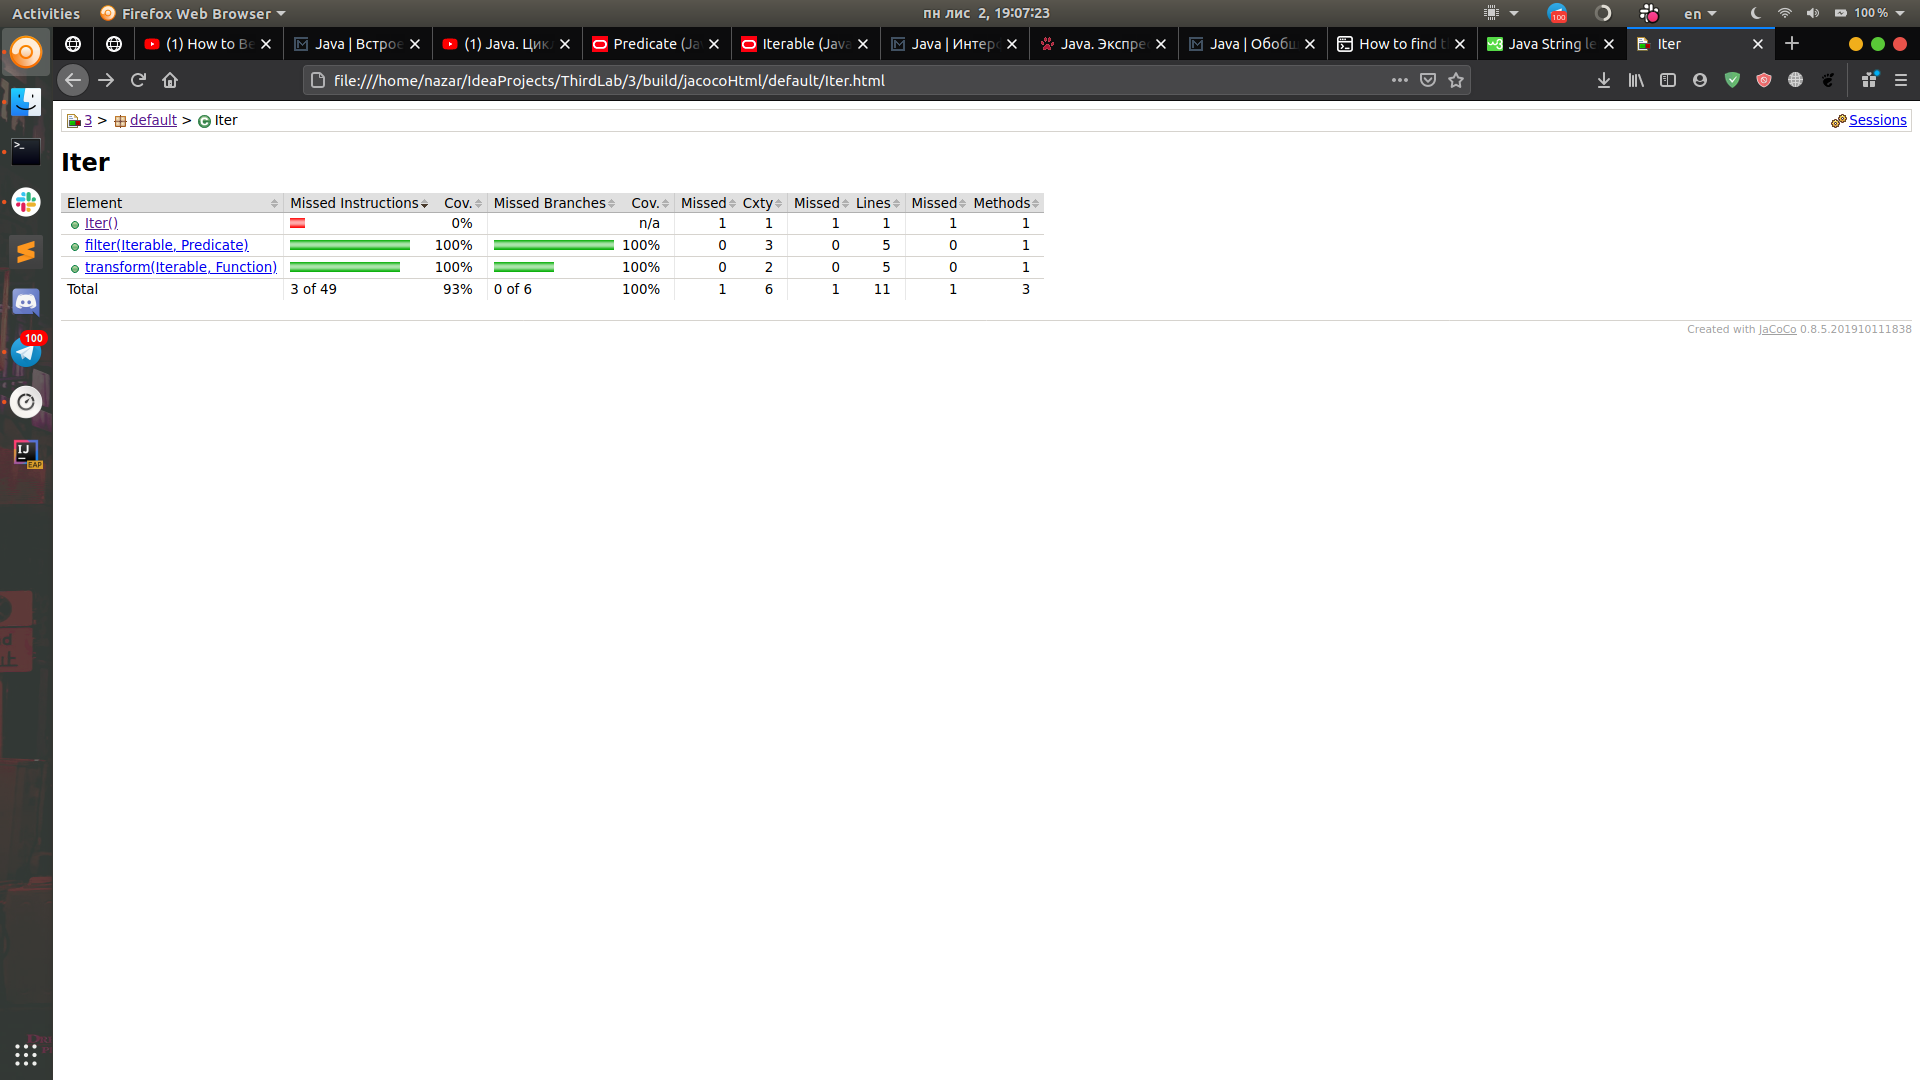 Activities Firefox Web Browser пн лис 2, 19:07:23 100 en 100 %
(1) How to Be Java | Встрое (1) Java. Цикл Predicate (Ja Iterable (Java Java | Интер Java. Экспре Java | Обобщ How to find t Java String le Iter
file:///home/nazar/IdeaProjects/ThirdLab/3/build/jacocoHtml/default/Iter.html
3 > default > Iter Sessions
Iter
Element Missed Instructions Cov. Missed Branches Cov. Missed Cxty Missed Lines Missed Methods
Iter() 0% n/a 1 1 1 1 1 1
filter(Iterable, Predicate) 100% 100% 0 3 0 5 0 1
transform(Iterable, Function) 100% 100% 0 2 0 5 0 1
Total 3 of 49 93% 0 of 6 100% 1 6 1 11 1 3
Created with JaCoCo 0.8.5.201910111838
100
IJ
EAP